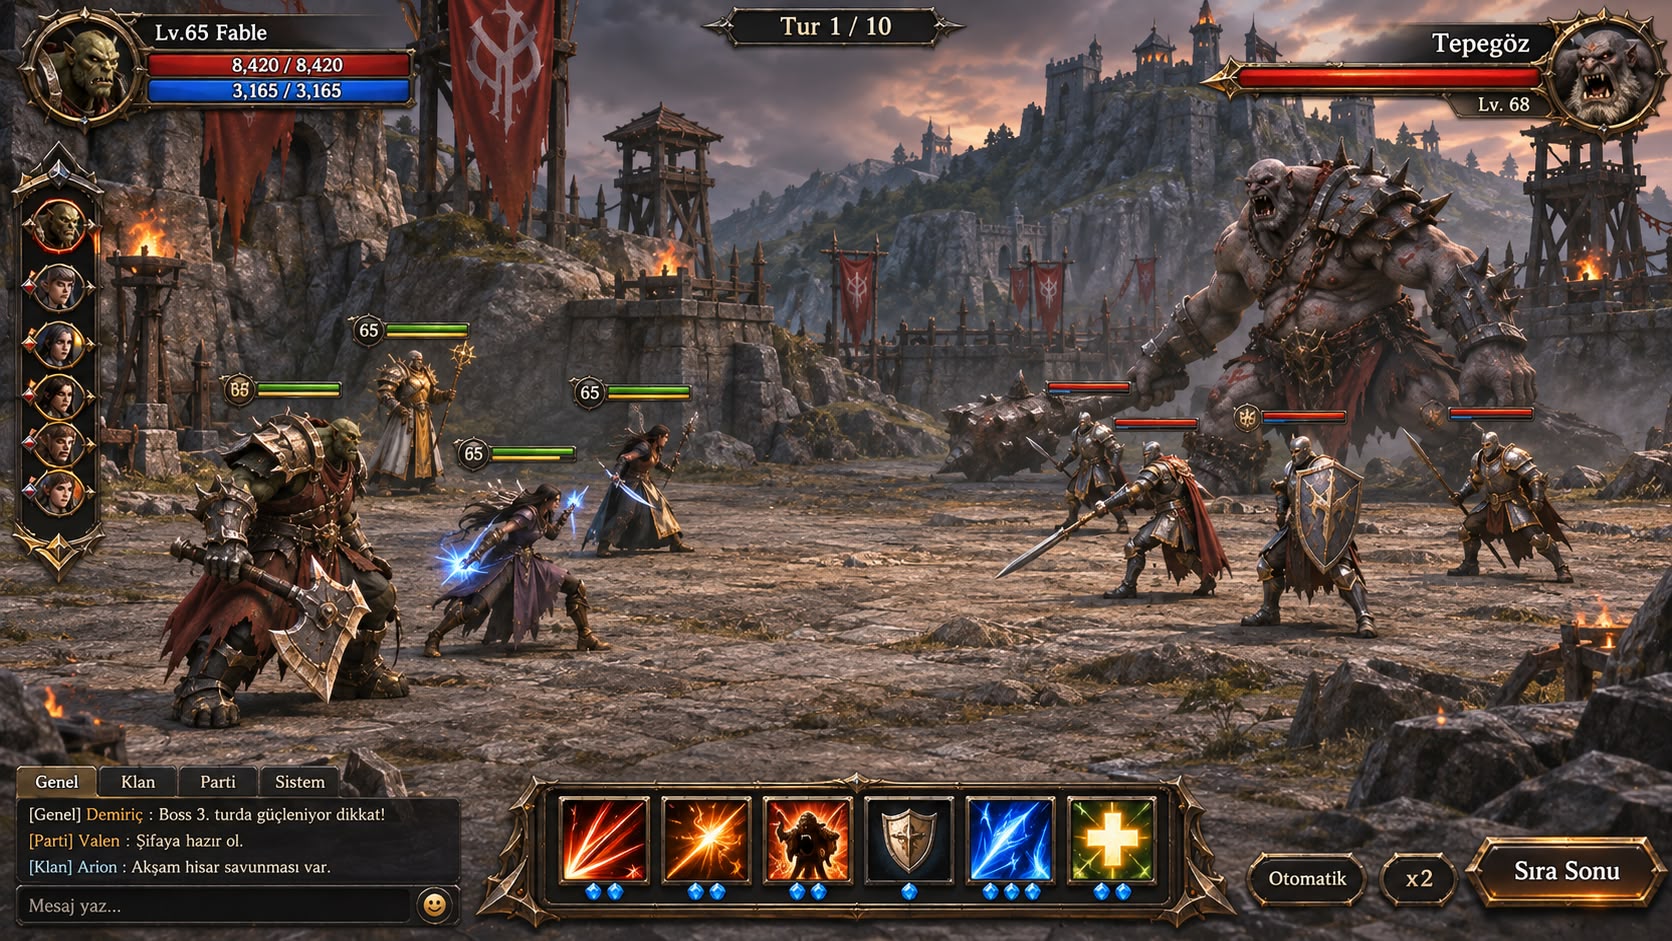 Lv.65 Fable
8,420 / 8,420
3,165 / 3,165
Tur 1 / 10
Tepegöz
Lv. 68
65
65
65
Genel Klan Parti Sistem
[Genel] Demiriç : Boss 3. turda güçleniyor dikkat!
[Parti] Valen : Şifaya hazır ol.
[Klan] Arion : Akşam hisar savunması var.
Mesaj yaz...
Otomatik
x2
Sıra Sonu